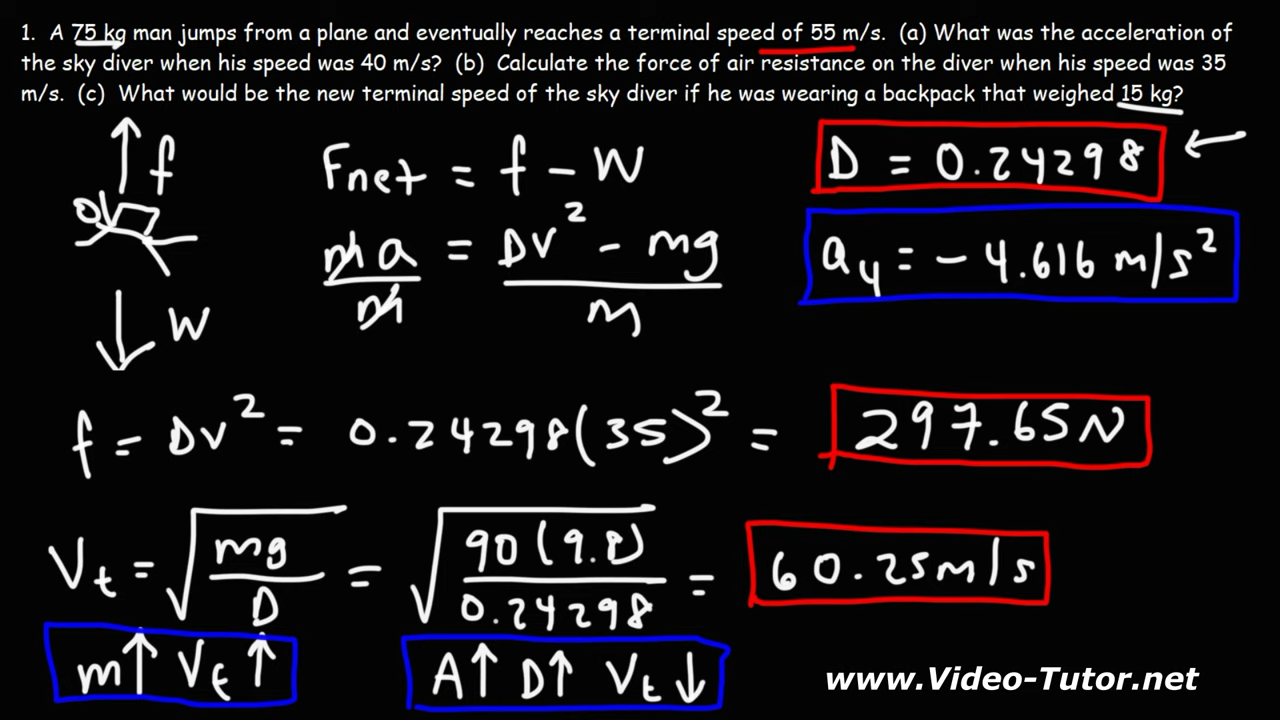 1. A 75 kg man jumps from a plane and eventually reaches a terminal speed of 55 m/s. (a) What was the acceleration of
the sky diver when his speed was 40 m/s? (b) Calculate the force of air resistance on the diver when his speed was 35
m/s. (c) What would be the new terminal speed of the sky diver if he was wearing a backpack that weighed 15 kg?
f
Fnet = f - W
D = 0.24298
ma/m = (Dv² - mg)/m
a_y = -4.616 m/s²
W
f = Dv² = 0.24298(35)² = 297.65N
V_t = √(mg/D) = √(90(9.8)/0.24298) = 60.25m/s
m↑ V_t↑
A↑ D↑ V_t↓
www.Video-Tutor.net